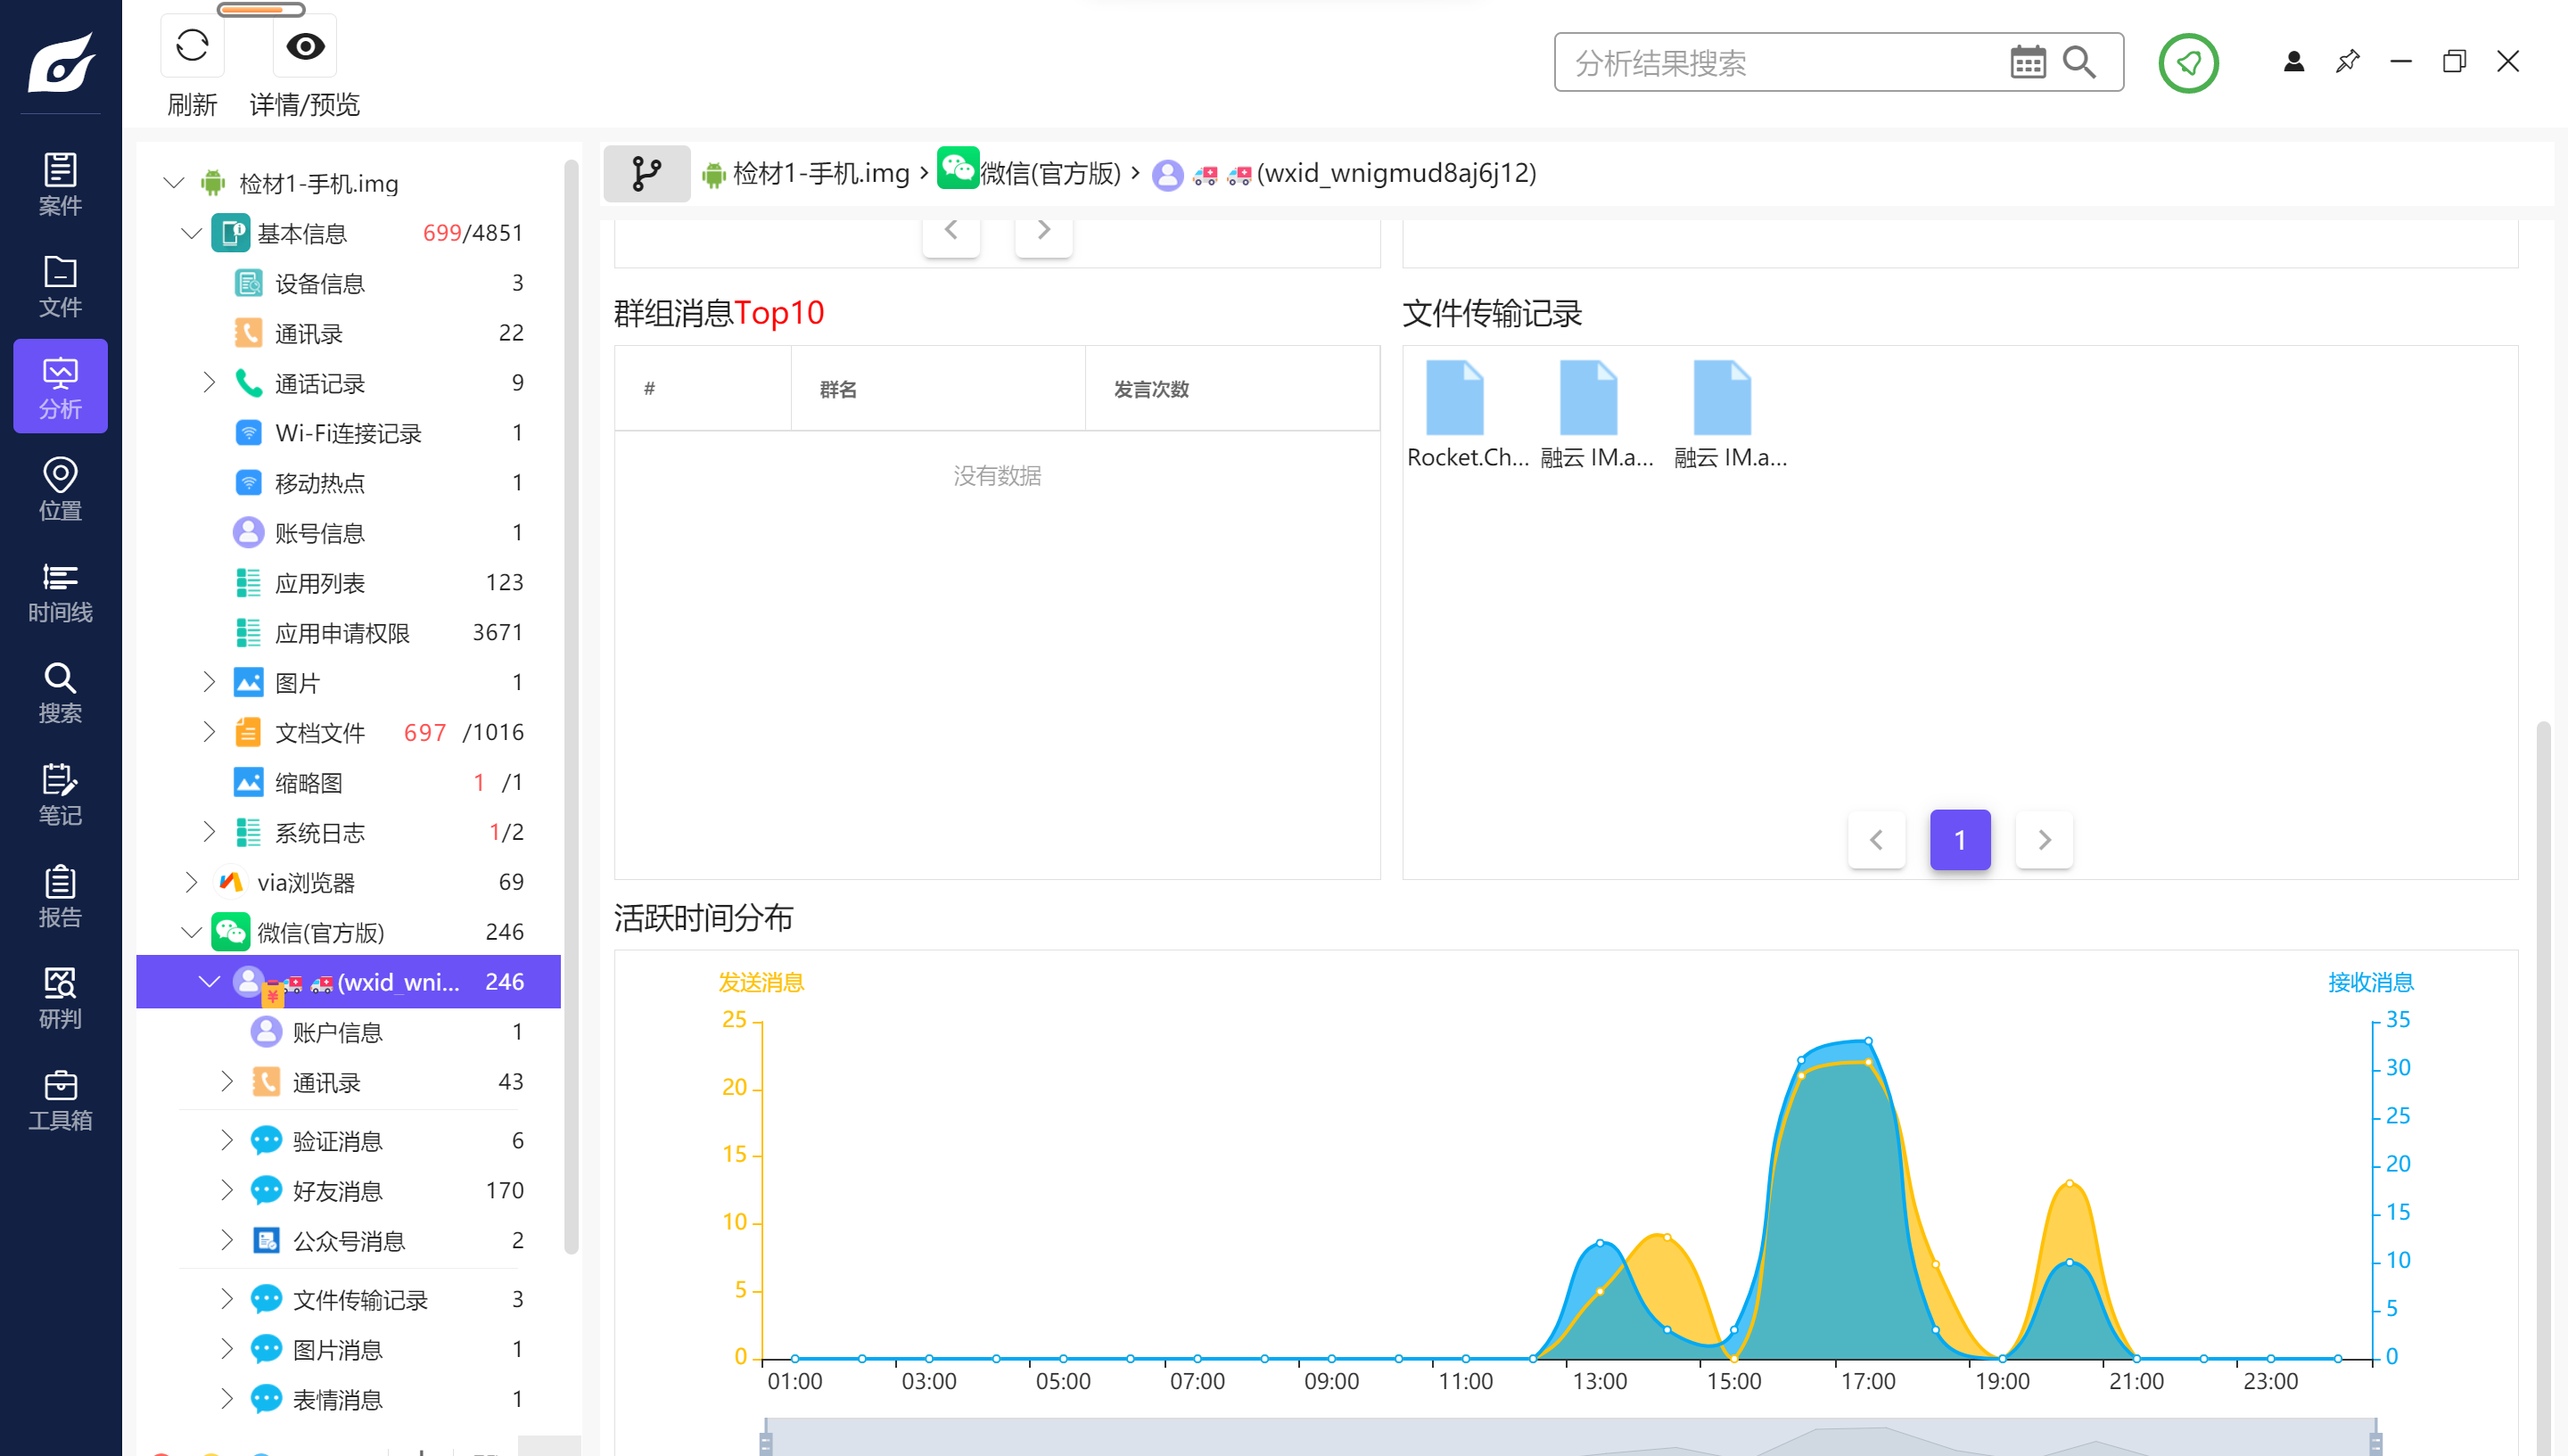 刷新
详情/预览
分析结果搜索
案件
文件
分析
位置
时间线
搜索
笔记
报告
研判
工具箱
检材1-手机.img
基本信息 699/4851
设备信息 3
通讯录 22
通话记录 9
Wi-Fi连接记录 1
移动热点 1
账号信息 1
应用列表 123
应用申请权限 3671
图片 1
文档文件 697 /1016
缩略图 1 /1
系统日志 1/2
via浏览器 69
微信(官方版) 246
(wxid_wni... 246
账户信息 1
通讯录 43
验证消息 6
好友消息 170
公众号消息 2
文件传输记录 3
图片消息 1
表情消息 1
检材1-手机.img › 微信(官方版) › 🚑 🚑 (wxid_wnigmud8aj6j12)
群组消息Top10
# 群名 发言次数
没有数据
文件传输记录
Rocket.Ch... 融云 IM.a... 融云 IM.a...
1
活跃时间分布
发送消息 接收消息
25 35
20 30
15 25
10 20
5 15
0 10
5
0
01:00 03:00 05:00 07:00 09:00 11:00 13:00 15:00 17:00 19:00 21:00 23:00